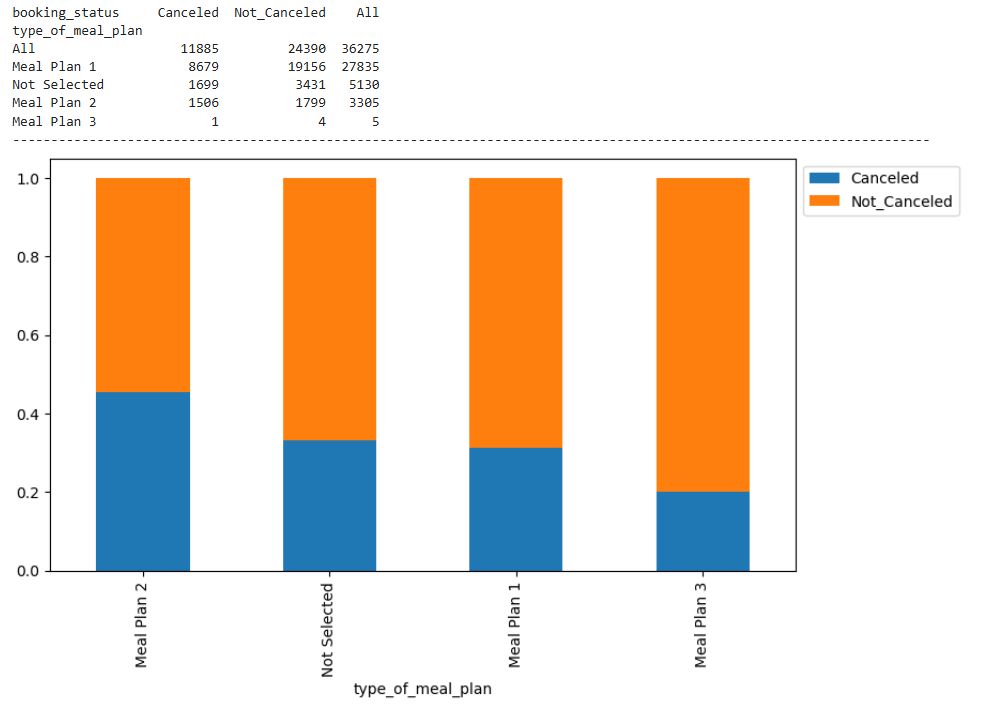 booking_status     Canceled  Not_Canceled    All
type_of_meal_plan
All                   11885         24390  36275
Meal Plan 1            8679         19156  27835
Not Selected           1699          3431   5130
Meal Plan 2            1506          1799   3305
Meal Plan 3               1             4      5
------------------------------------------------------------------------------------------------------------------------
Canceled
Not_Canceled
1.0
0.8
0.6
0.4
0.2
0.0
Meal Plan 2
Not Selected
Meal Plan 1
Meal Plan 3
type_of_meal_plan